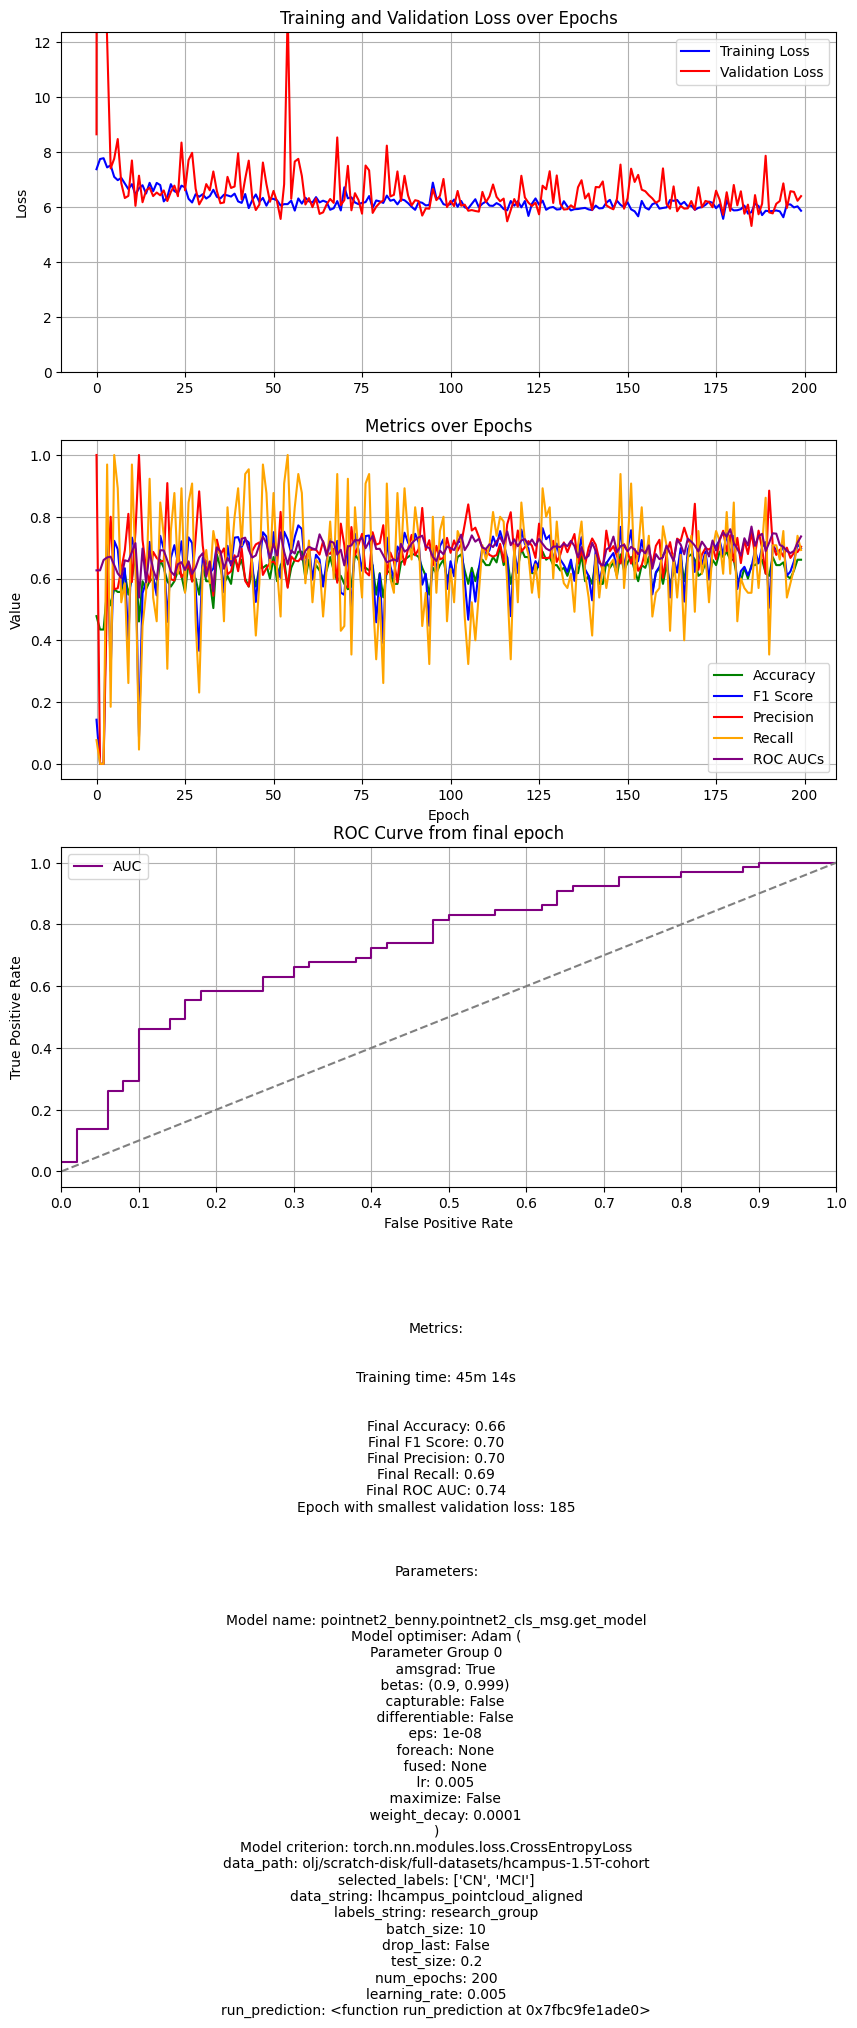 Training and Validation Loss over Epochs
12
10
8
6
4
2
0
Loss
Training Loss
Validation Loss
0 25 50 75 100 125 150 175 200
Metrics over Epochs
1.0
0.8
0.6
0.4
0.2
0.0
Value
Accuracy
F1 Score
Precision
Recall
ROC AUCs
0 25 50 75 100 125 150 175 200
Epoch
ROC Curve from final epoch
AUC
1.0
0.8
0.6
0.4
0.2
0.0
True Positive Rate
0.0 0.1 0.2 0.3 0.4 0.5 0.6 0.7 0.8 0.9 1.0
False Positive Rate
Metrics:
Training time: 45m 14s
Final Accuracy: 0.66
Final F1 Score: 0.70
Final Precision: 0.70
Final Recall: 0.69
Final ROC AUC: 0.74
Epoch with smallest validation loss: 185
Parameters:
Model name: pointnet2_benny.pointnet2_cls_msg.get_model
Model optimiser: Adam (
Parameter Group 0
amsgrad: True
betas: (0.9, 0.999)
capturable: False
differentiable: False
eps: 1e-08
foreach: None
fused: None
lr: 0.005
maximize: False
weight_decay: 0.0001
)
Model criterion: torch.nn.modules.loss.CrossEntropyLoss
data_path: olj/scratch-disk/full-datasets/hcampus-1.5T-cohort
selected_labels: ['CN', 'MCI']
data_string: lhcampus_pointcloud_aligned
labels_string: research_group
batch_size: 10
drop_last: False
test_size: 0.2
num_epochs: 200
learning_rate: 0.005
run_prediction: <function run_prediction at 0x7fbc9fe1ade0>